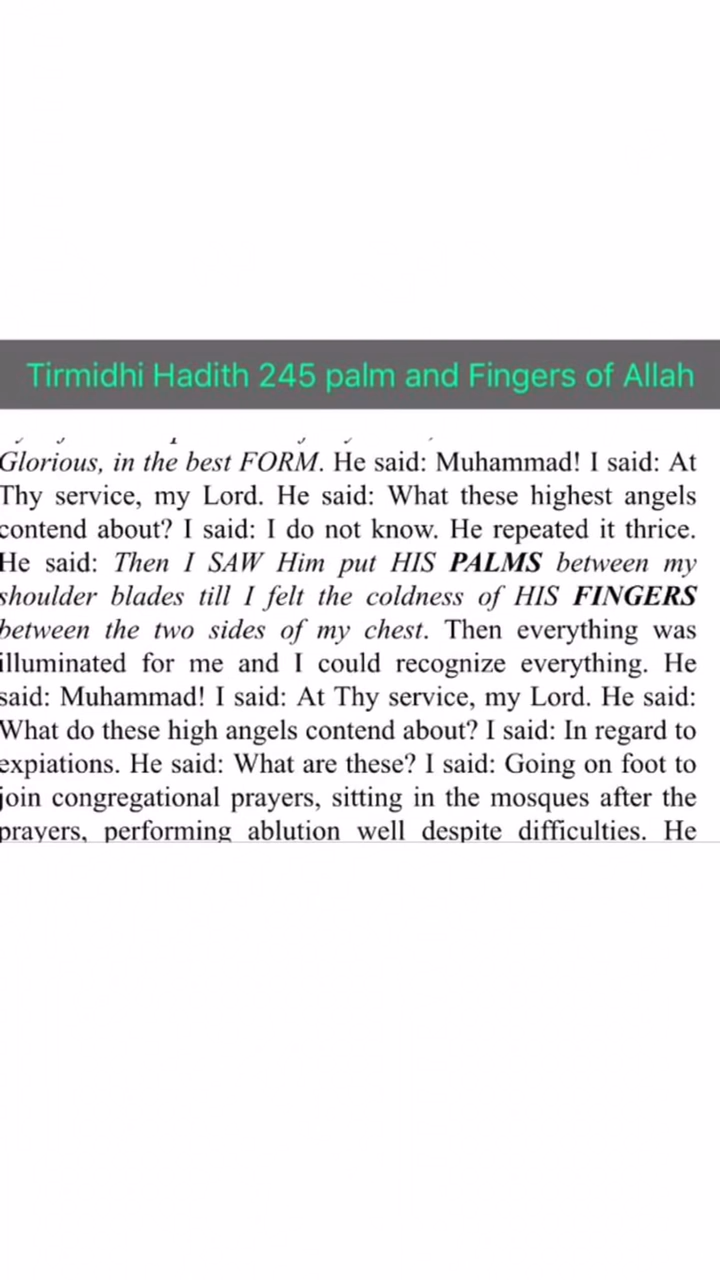 Tirmidhi Hadith 245 palm and Fingers of Allah
Glorious, in the best FORM. He said: Muhammad! I said: At
Thy service, my Lord. He said: What these highest angels
contend about? I said: I do not know. He repeated it thrice.
He said: Then I SAW Him put HIS PALMS between my
shoulder blades till I felt the coldness of HIS FINGERS
between the two sides of my chest. Then everything was
illuminated for me and I could recognize everything. He
said: Muhammad! I said: At Thy service, my Lord. He said:
What do these high angels contend about? I said: In regard to
expiations. He said: What are these? I said: Going on foot to
join congregational prayers, sitting in the mosques after the
prayers, performing ablution well despite difficulties. He